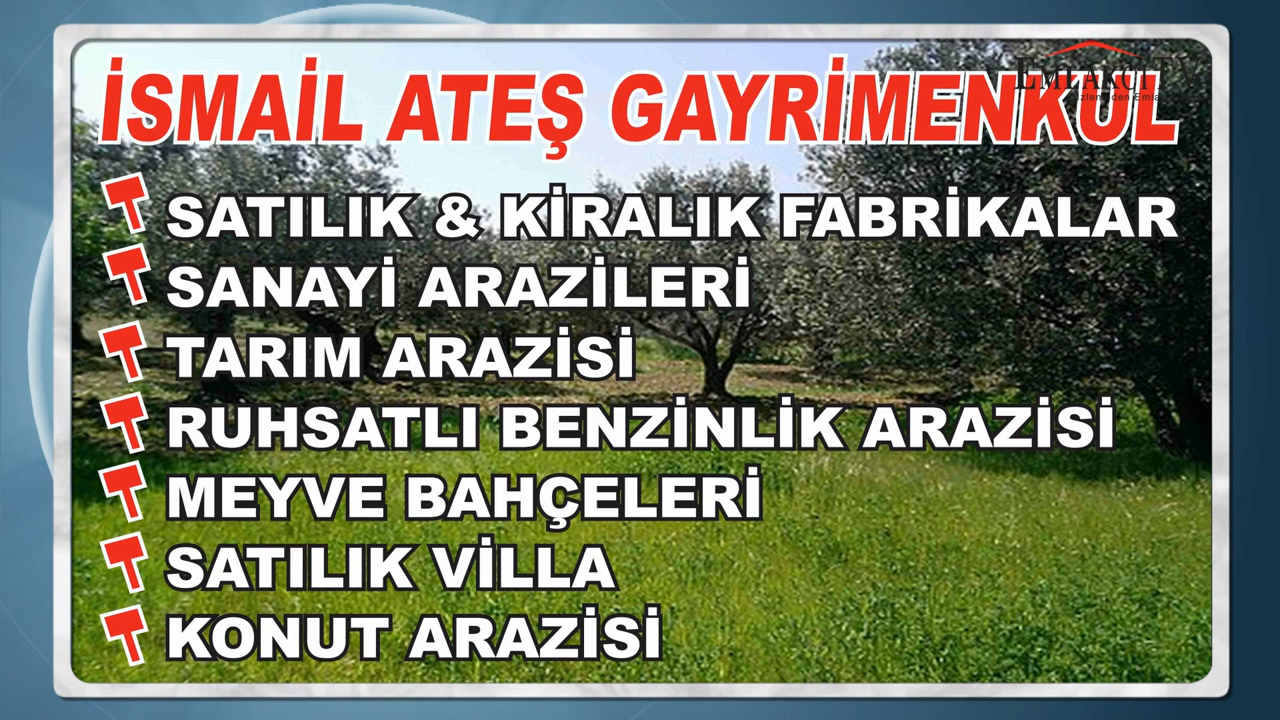 İSMAİL ATEŞ GAYRİMENKUL
EMLAKCITV
SATILIK & KİRALIK FABRİKALAR
SANAYİ ARAZİLERİ
TARIM ARAZİSİ
RUHSATLI BENZİNLİK ARAZİSİ
MEYVE BAHÇELERİ
SATILIK VİLLA
KONUT ARAZİSİ